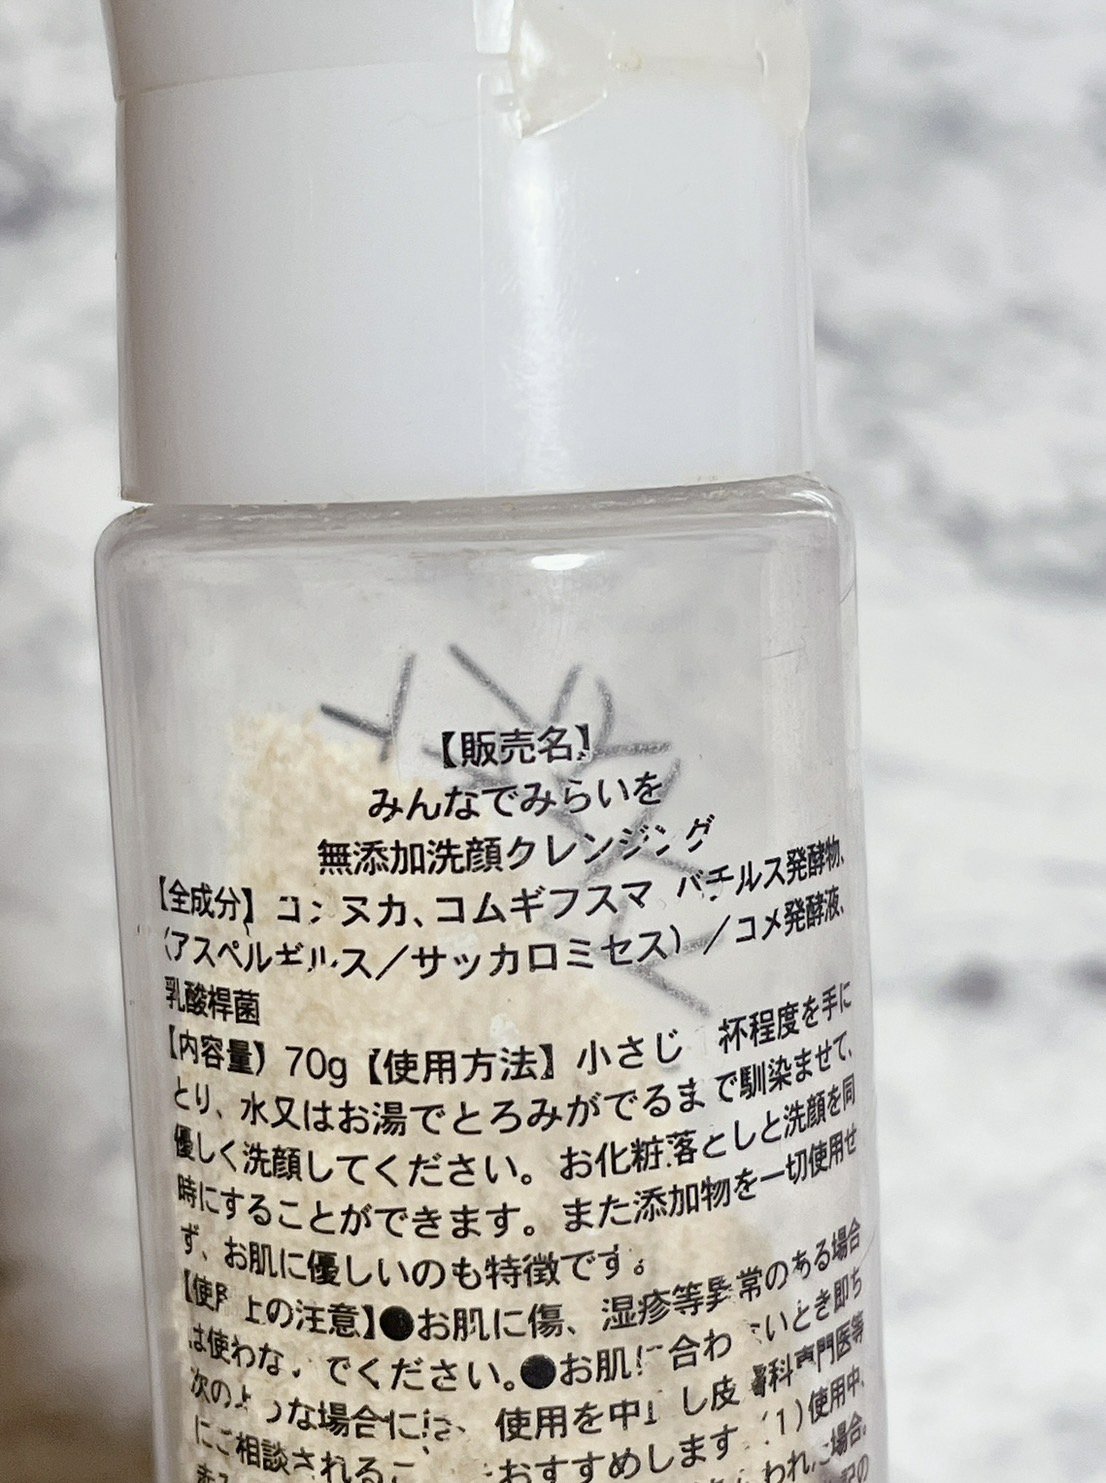 【販売名】
みんなでみらいを
無添加洗顔クレンジング
【全成分】コメヌカ、コムギフスマ バチルス発酵物、
(アスペルギルス／サッカロミセス)／コメ発酵液、
乳酸桿菌
【内容量】70g【使用方法】小さじ 杯程度を手に
とり、水又はお湯でとろみがでるまで馴染ませて、
優しく洗顔してください。お化粧落としと洗顔を同
時にすることができます。また添加物を一切使用せ
ず、お肌に優しいのも特徴です。
【使用上の注意】●お肌に傷、湿疹等異常のある場合
は使わないでください。●お肌に合わないとき即ち
次のような場合には、使用を中止し皮膚科専門医等
にご相談されること おすすめします (1)使用中、
われた場合。